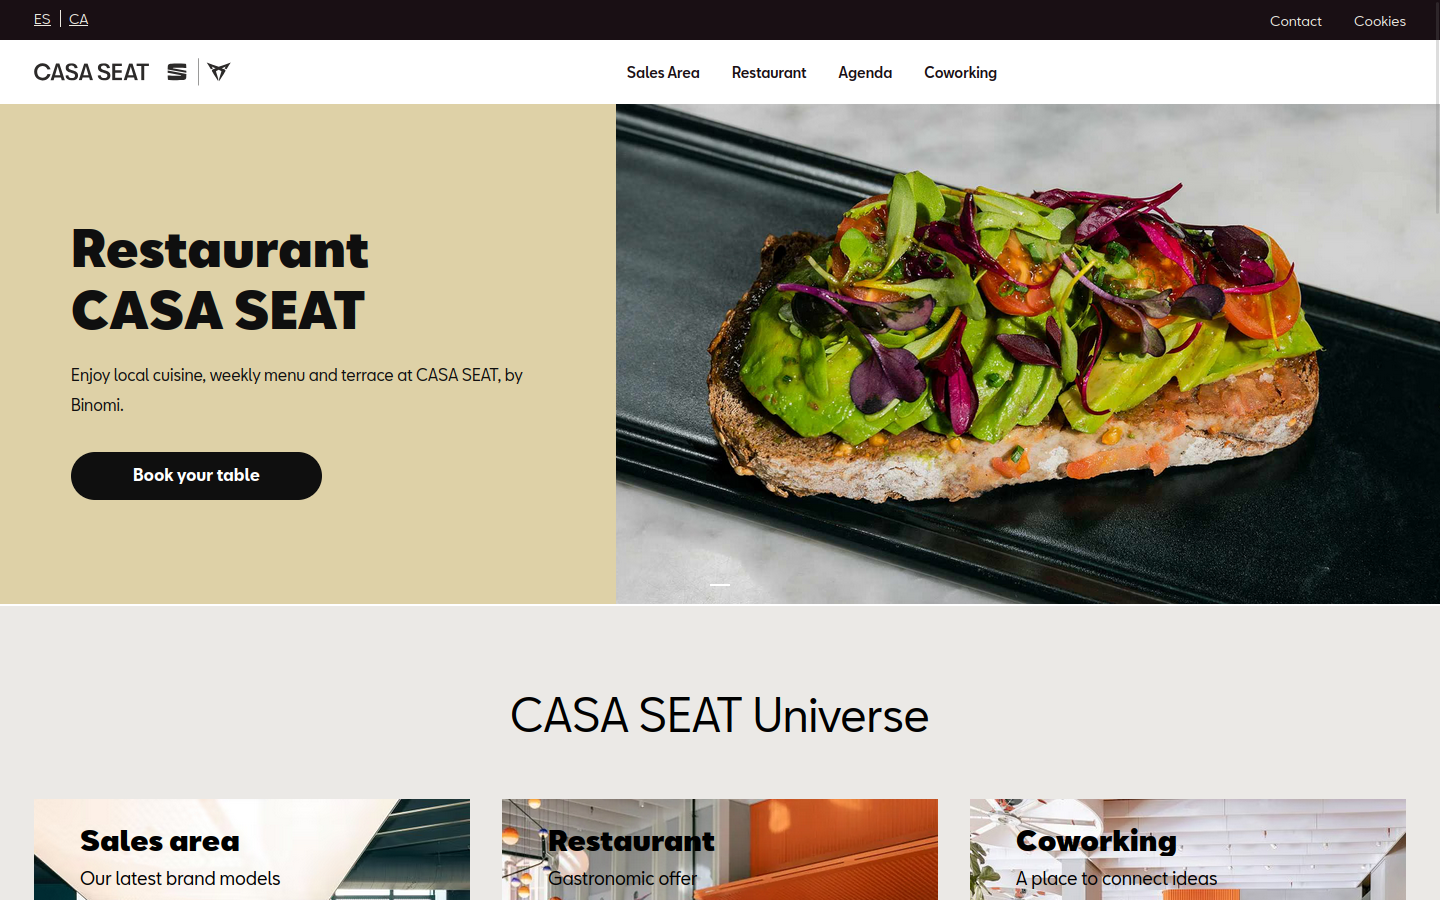 ES CA Contact Cookies
CASA SEAT Sales Area Restaurant Agenda Coworking
Restaurant
CASA SEAT
Enjoy local cuisine, weekly menu and terrace at CASA SEAT, by
Binomi.
Book your table
CASA SEAT Universe
Sales area
Our latest brand models
Restaurant
Gastronomic offer
Coworking
A place to connect ideas